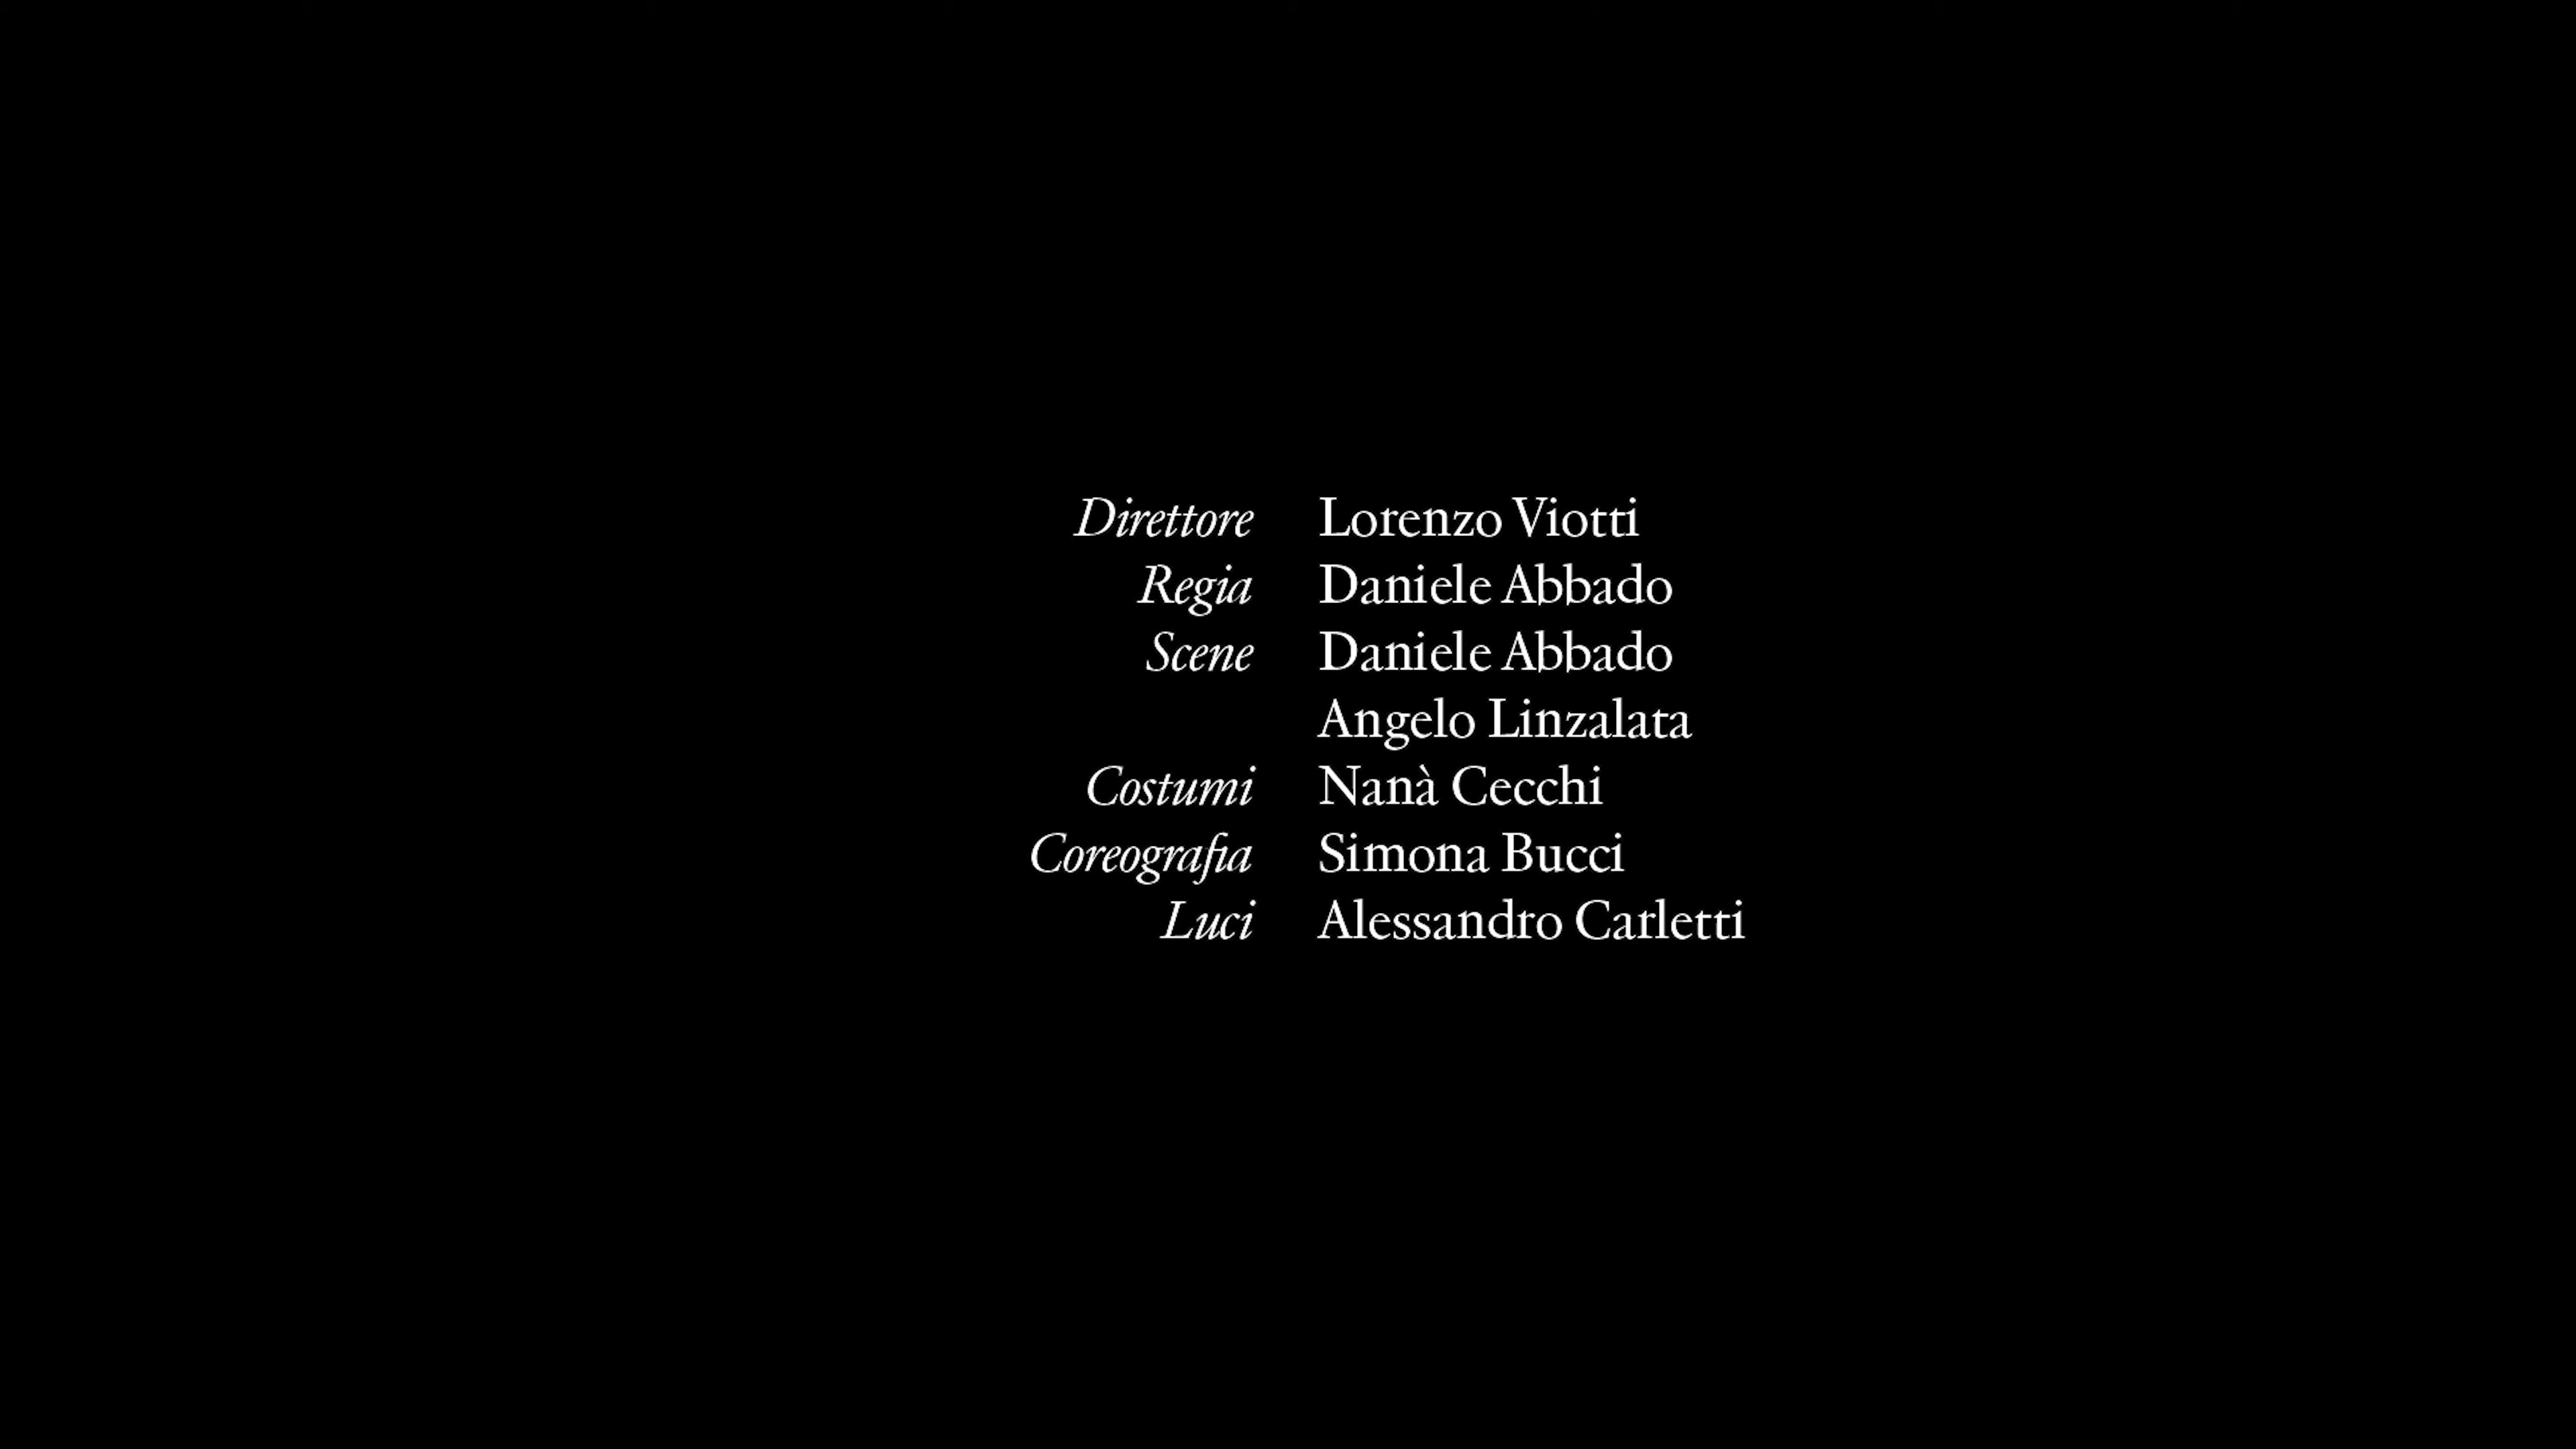 Direttore Lorenzo Viotti
Regia Daniele Abbado
Scene Daniele Abbado
Angelo Linzalata
Costumi Nanà Cecchi
Coreografia Simona Bucci
Luci Alessandro Carletti